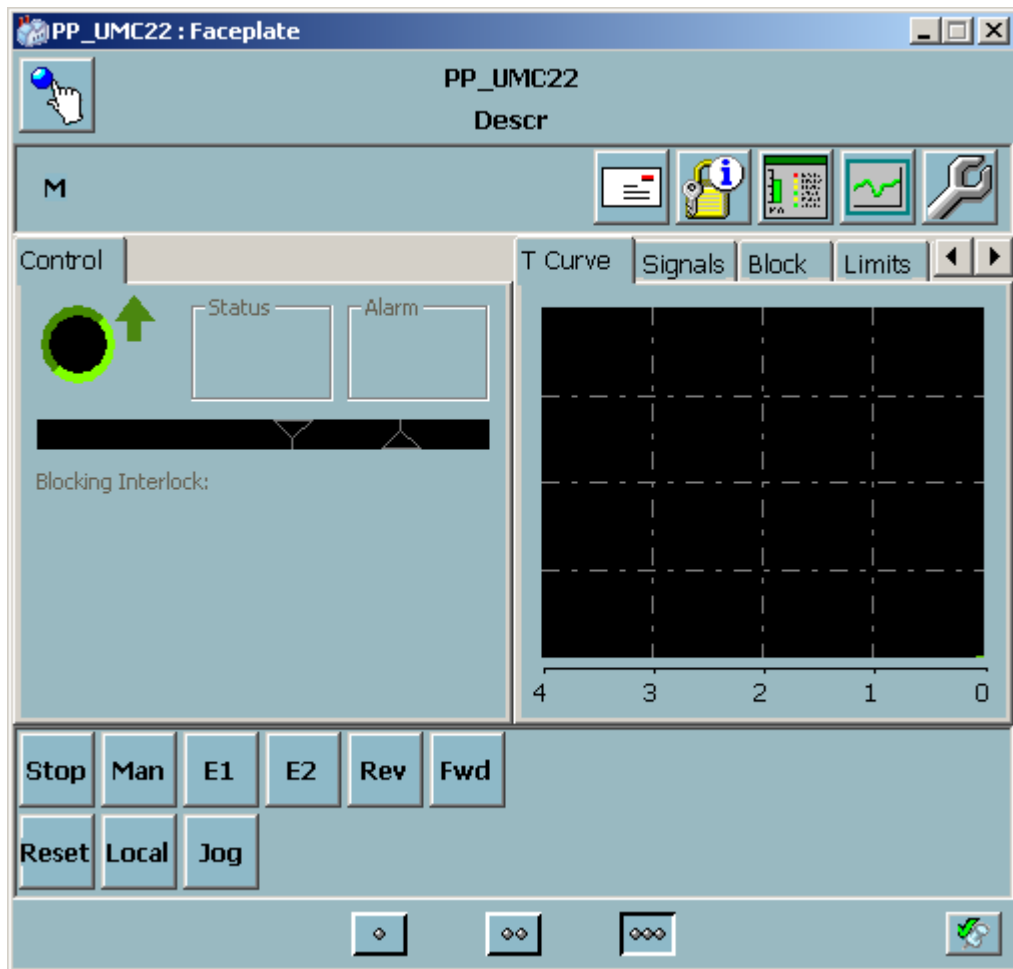 PP_UMC22 : Faceplate
PP_UMC22
Descr
M
Control
T Curve Signals Block Limits
Status Alarm
Blocking Interlock:
4 3 2 1 0
Stop Man E1 E2 Rev Fwd
Reset Local Jog